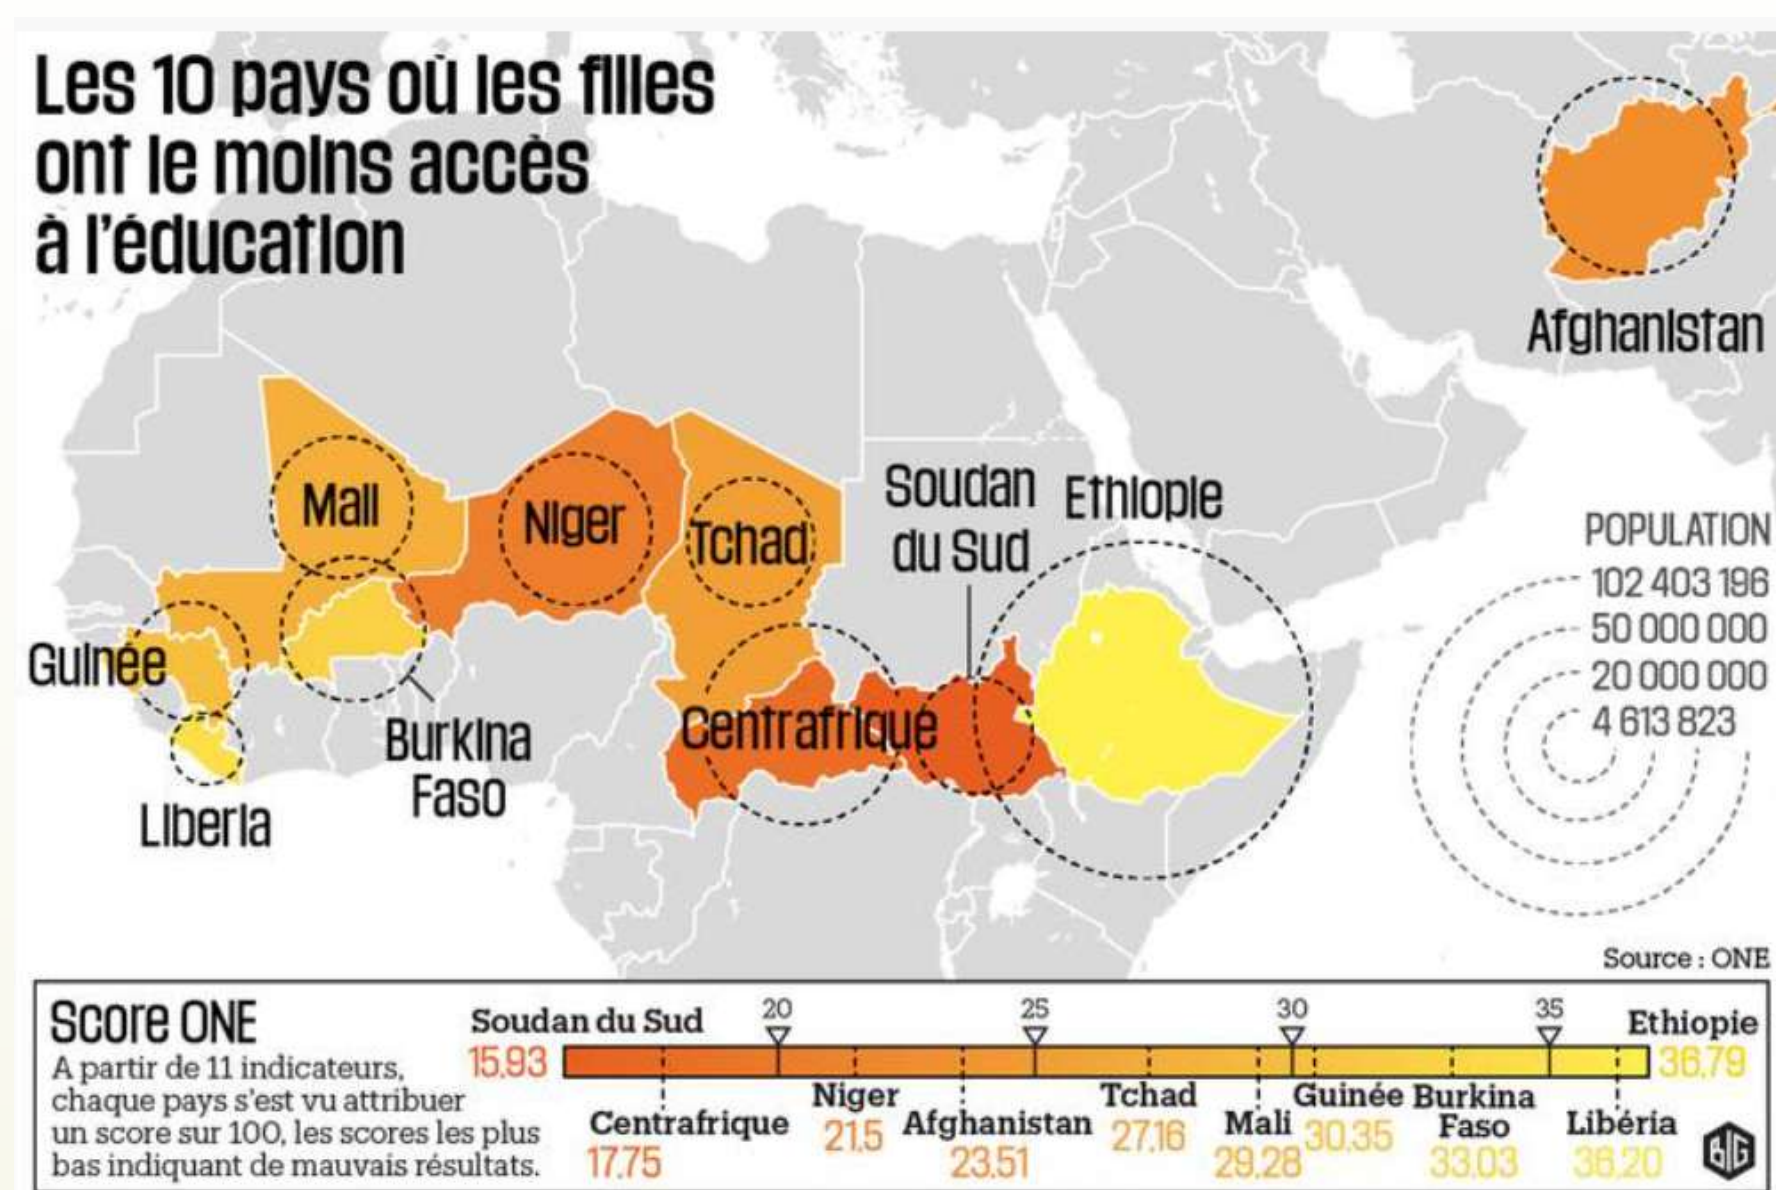 Les 10 pays où les filles
ont le moins accès
à l'éducation
Afghanistan
Mali
Niger
Tchad
Soudan
du Sud
Ethiopie
Guinée
Burkina
Faso
Centrafrique
Liberia
POPULATION
102 403 196
50 000 000
20 000 000
4 613 823
Source : ONE
Score ONE
A partir de 11 indicateurs,
chaque pays s'est vu attribuer
un score sur 100, les scores les plus
bas indiquant de mauvais résultats.
20 25 30 35
Soudan du Sud
15,93
Ethiopie
36,79
Centrafrique
17,75
Niger
21,5
Afghanistan
23,51
Tchad
27,16
Mali
29,28
Guinée
30,35
Burkina
Faso
33,03
Libéria
36,20
BIG